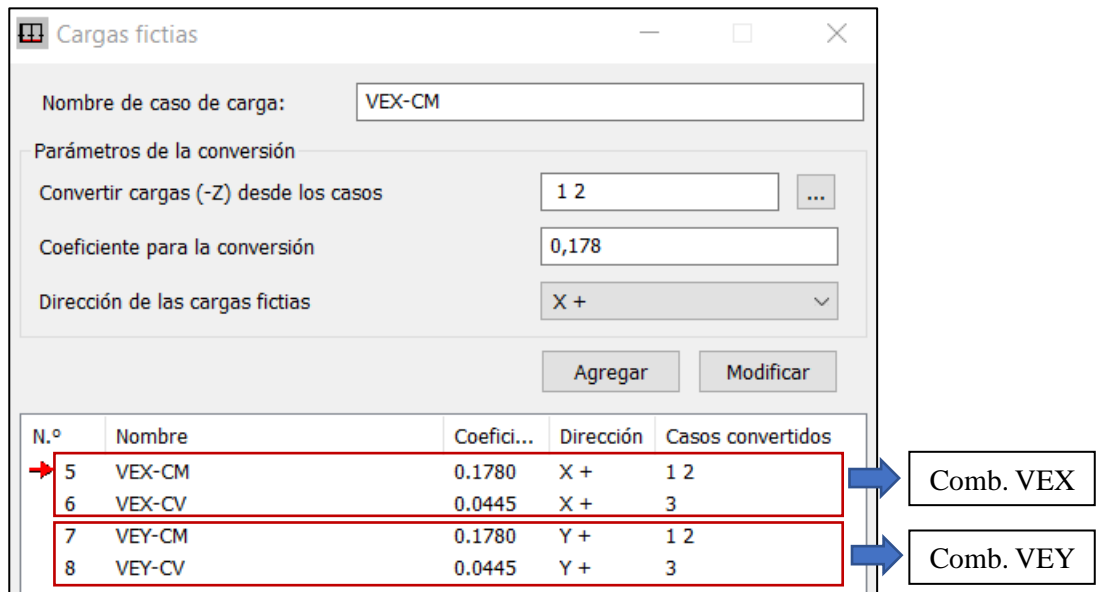 Cargas fictias
Nombre de caso de carga: VEX-CM
Parámetros de la conversión
Convertir cargas (-Z) desde los casos 1 2 ...
Coeficiente para la conversión 0,178
Dirección de las cargas fictias X +
Agregar Modificar
N.º Nombre Coefici... Dirección Casos convertidos
5 VEX-CM 0.1780 X + 1 2
6 VEX-CV 0.0445 X + 3
Comb. VEX
7 VEY-CM 0.1780 Y + 1 2
8 VEY-CV 0.0445 Y + 3
Comb. VEY